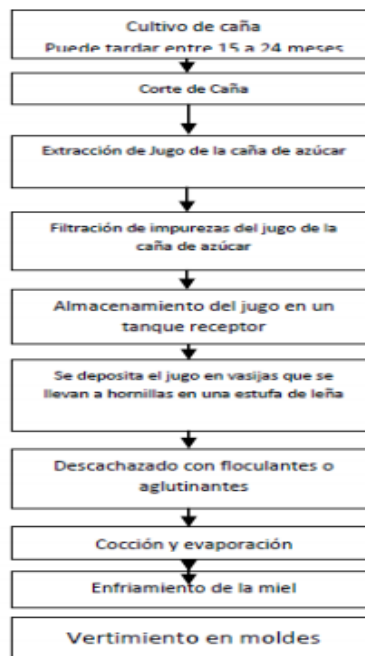 Cultivo de caña
Puede tardar entre 15 a 24 meses
Corte de Caña
Extracción de Jugo de la caña de azúcar
Filtración de impurezas del jugo de la
caña de azúcar
Almacenamiento del jugo en un
tanque receptor
Se deposita el jugo en vasijas que se
llevan a hornillas en una estufa de leña
Descachazado con floculantes o
aglutinantes
Cocción y evaporación
Enfriamiento de la miel
Vertimiento en moldes